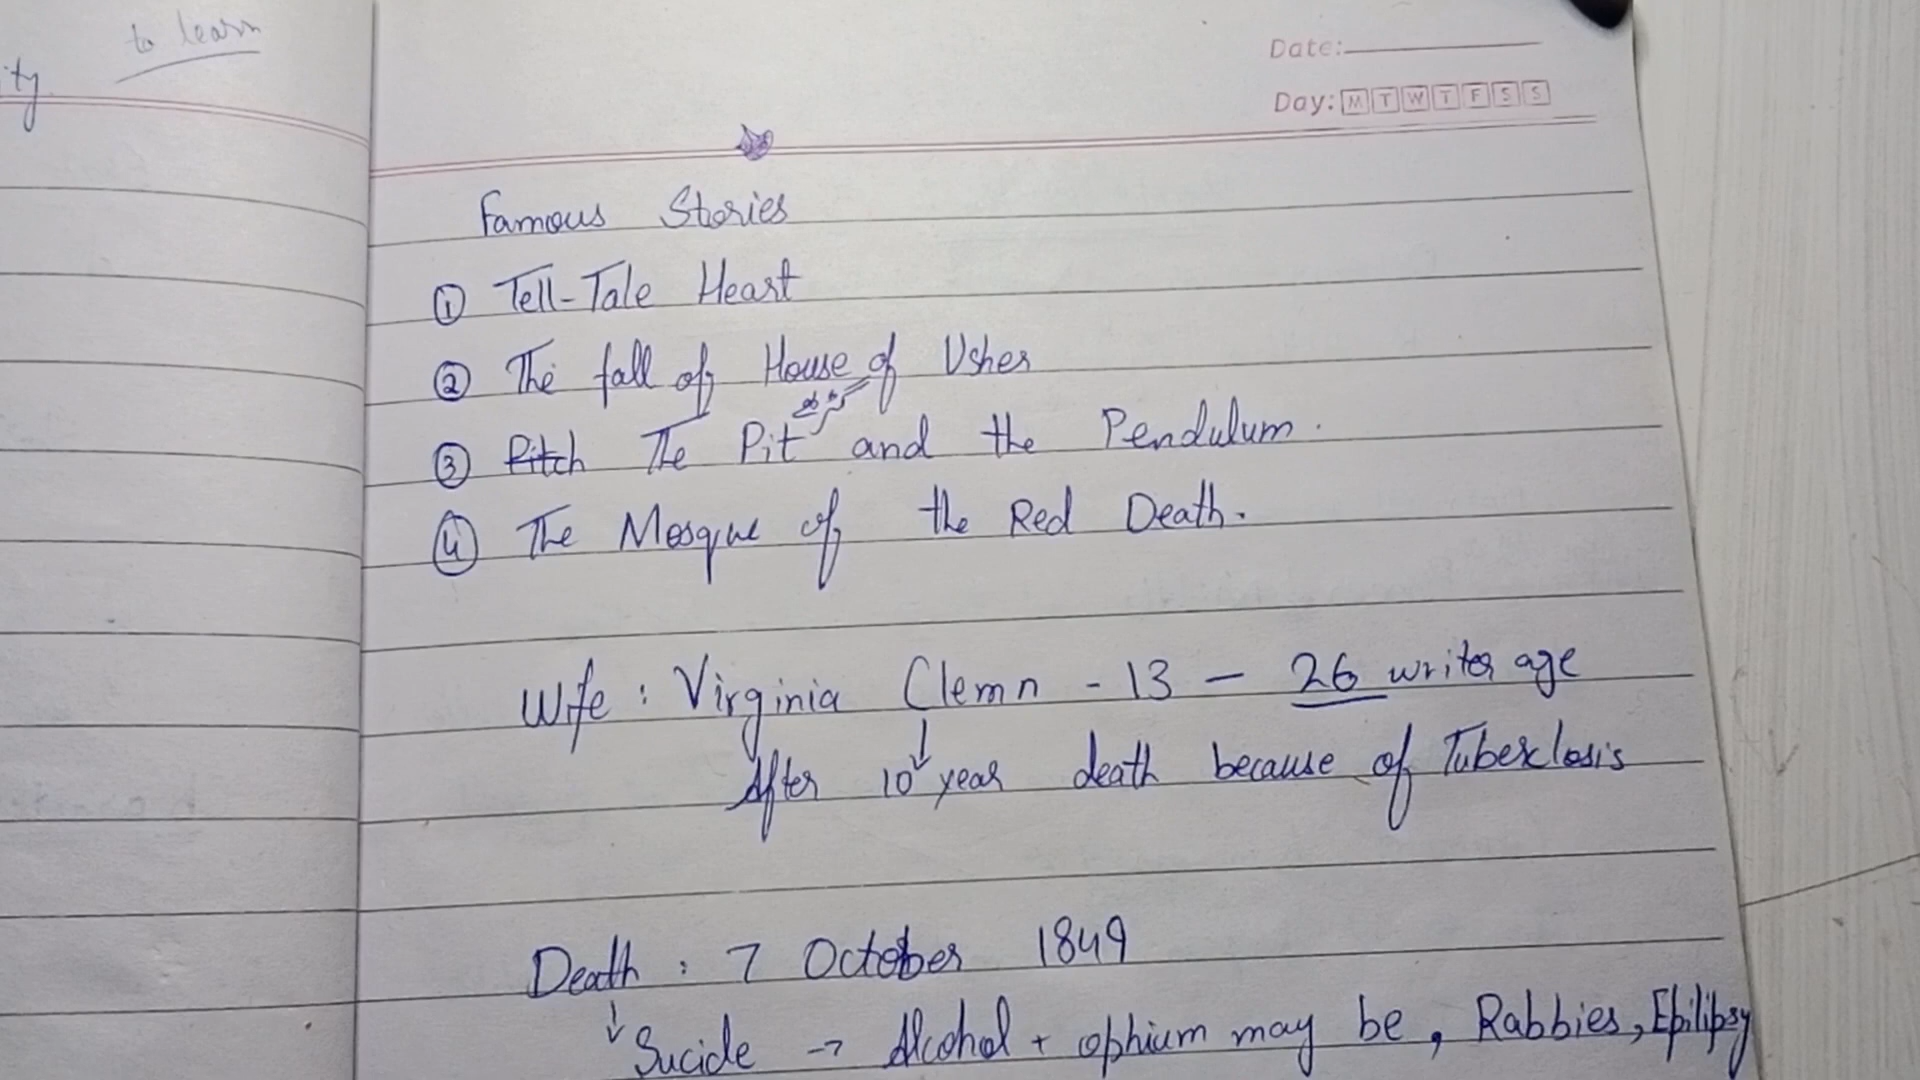 to learn
ity
Date:
Day: M T W T F S S
Famous Stories
① Tell-Tale Heart
② The fall of House of Usher
③ Pitch The Pit and the Pendulum.
④ The Mosque of the Red Death.
Wife : Virginia Clemn - 13 - 26 writer age
After 10 year death because of Tuberclosis
Death : 7 October 1849
↓ Sucide → Alcohol + ophium may be, Rabbies, Epilipsy